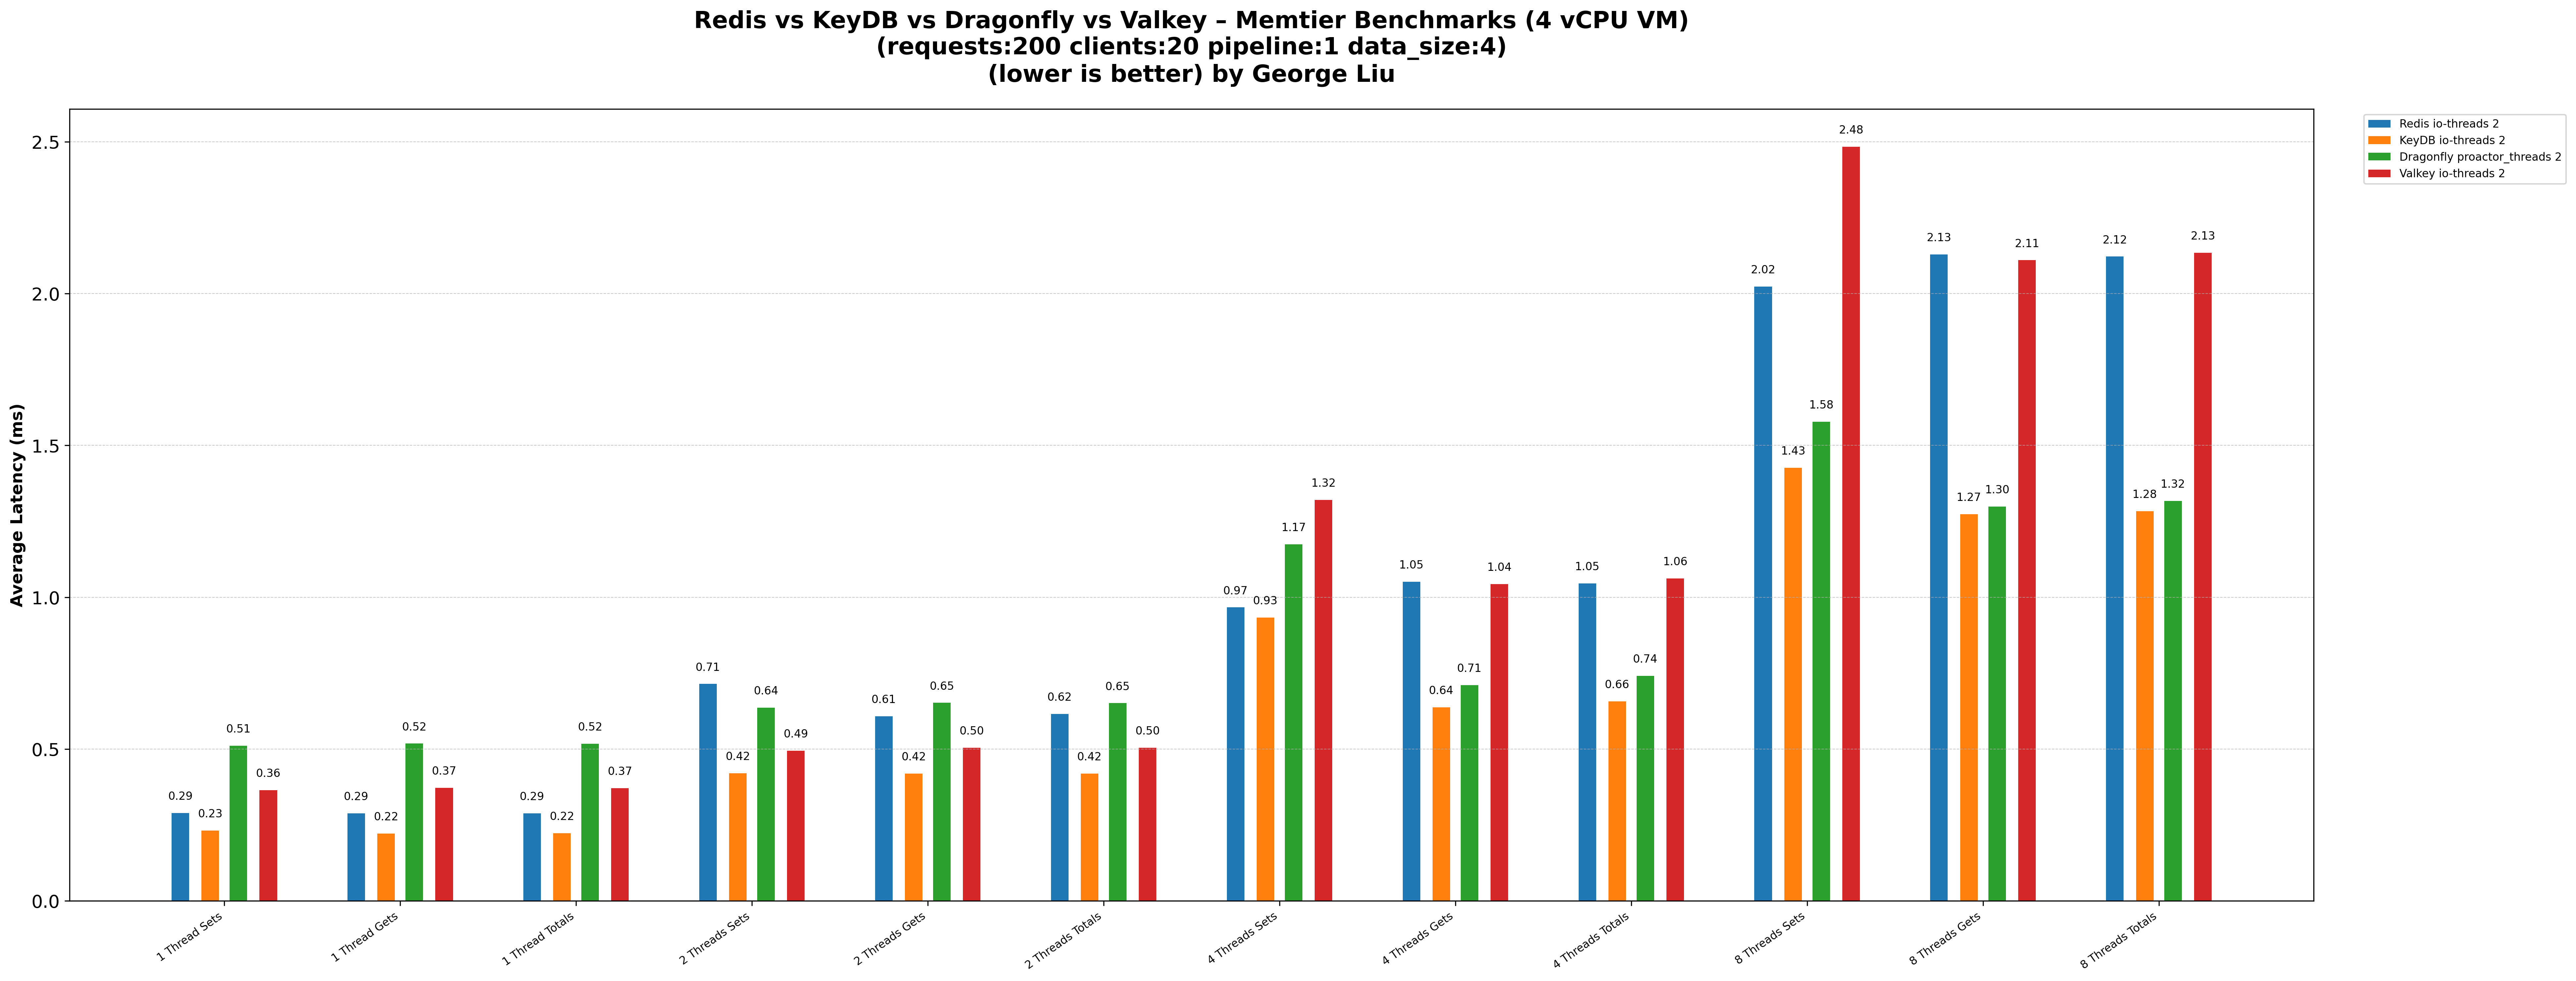 Redis vs KeyDB vs Dragonfly vs Valkey – Memtier Benchmarks (4 vCPU VM)
(requests:200 clients:20 pipeline:1 data_size:4)
(lower is better) by George Liu
Redis io-threads 2
KeyDB io-threads 2
Dragonfly proactor_threads 2
Valkey io-threads 2
Average Latency (ms)
2.5
2.0
1.5
1.0
0.5
0.0
0.29 0.23 0.51 0.36
0.29 0.22 0.52 0.37
0.29 0.22 0.52 0.37
0.71 0.42 0.64 0.49
0.61 0.42 0.65 0.50
0.62 0.42 0.65 0.50
0.97 0.93 1.17 1.32
1.05 0.64 0.71 1.04
1.05 0.66 0.74 1.06
2.02 1.43 1.58 2.48
2.13 1.27 1.30 2.11
2.12 1.28 1.32 2.13
1 Thread Sets
1 Thread Gets
1 Thread Totals
2 Threads Sets
2 Threads Gets
2 Threads Totals
4 Threads Sets
4 Threads Gets
4 Threads Totals
8 Threads Sets
8 Threads Gets
8 Threads Totals